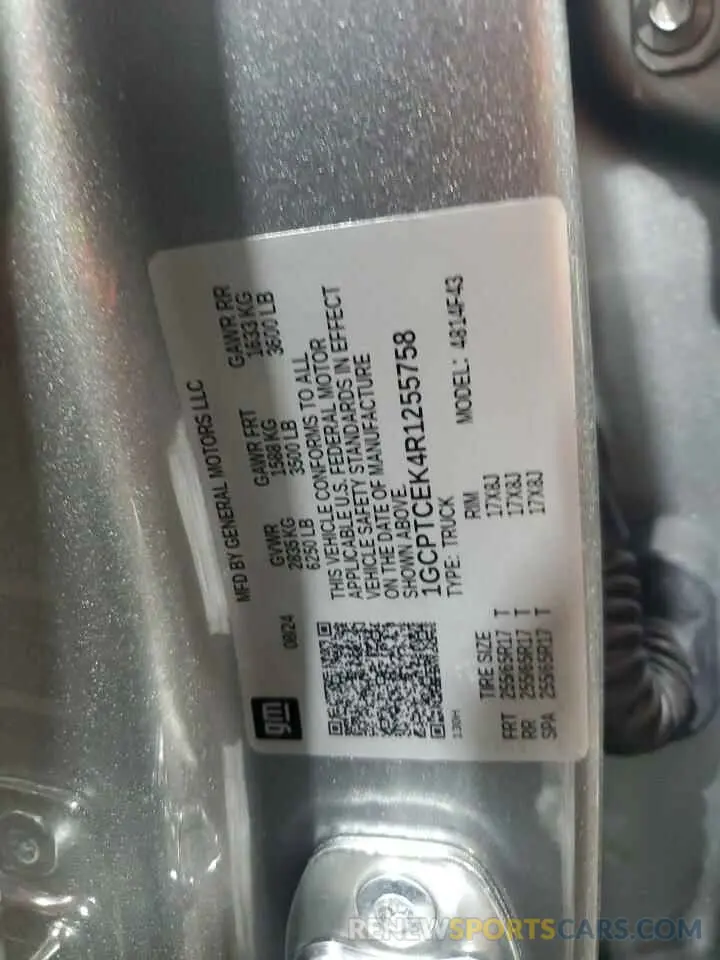 gm
MFD BY GENERAL MOTORS LLC
08/24 GVWR GAWR FRT GAWR RR
2835 KG 1588 KG 1633 KG
6250 LB 3500 LB 3600 LB
THIS VEHICLE CONFORMS TO ALL
APPLICABLE U.S. FEDERAL MOTOR
VEHICLE SAFETY STANDARDS IN EFFECT
ON THE DATE OF MANUFACTURE
SHOWN ABOVE.
1GCPTCEK4R1255758
TYPE: TRUCK MODEL: 4814F43
130H
TIRE SIZE RIM
FRT 255/65R17 T 17X8J
RR 255/65R17 T 17X8J
SPA 255/65R17 T 17X8J
RENEWSPORTSCARS.COM